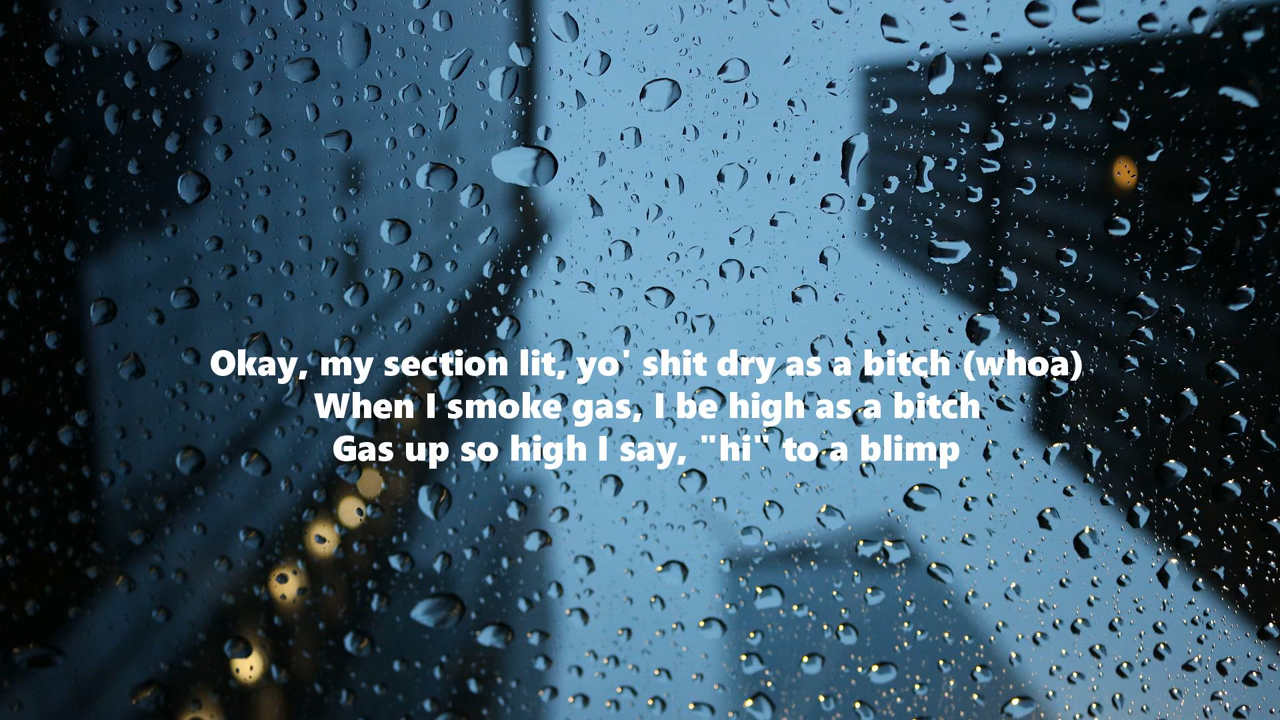 Okay, my section lit, yo' shit dry as a bitch (whoa)
When I smoke gas, I be high as a bitch
Gas up so high I say, "hi" to a blimp